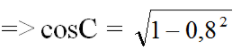 => cosC = √1 – 0,8²